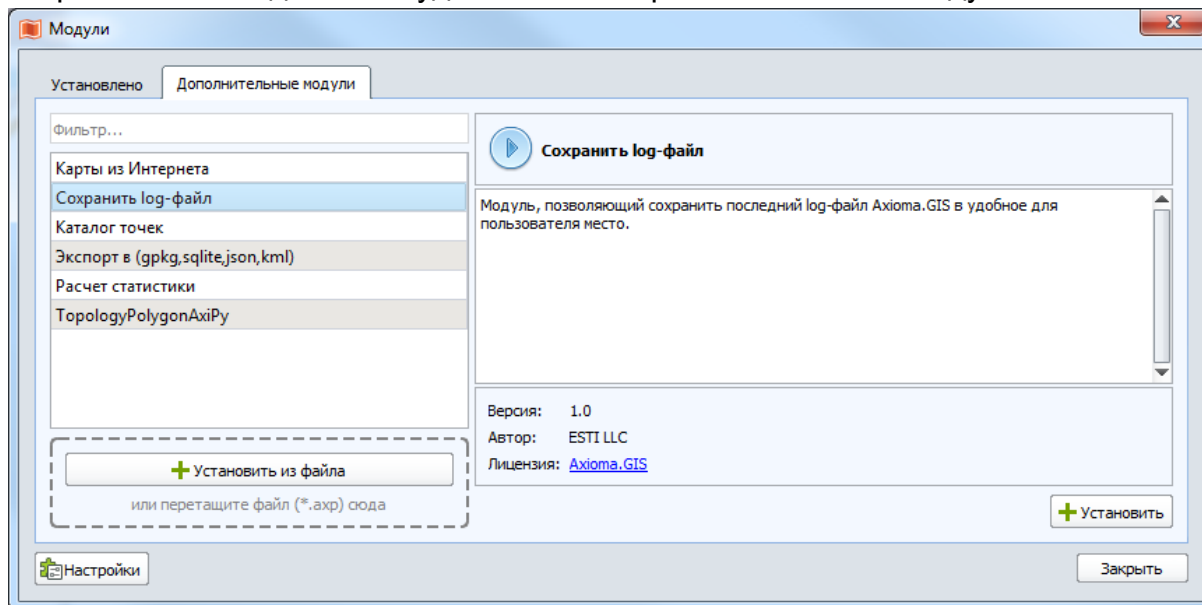 Модули
Установлено
Дополнительные модули
Фильтр...
Карты из Интернета
Сохранить log-файл
Каталог точек
Экспорт в (gpkg,sqlite,json,kml)
Расчет статистики
TopologyPolygonAxiPy
Установить из файла
или перетащите файл (*.axp) сюда
Сохранить log-файл
Модуль, позволяющий сохранить последний log-файл Axioma.GIS в удобное для
пользователя место.
Версия: 1.0
Автор: ESTI LLC
Лицензия: Axioma.GIS
Установить
Настройки
Закрыть